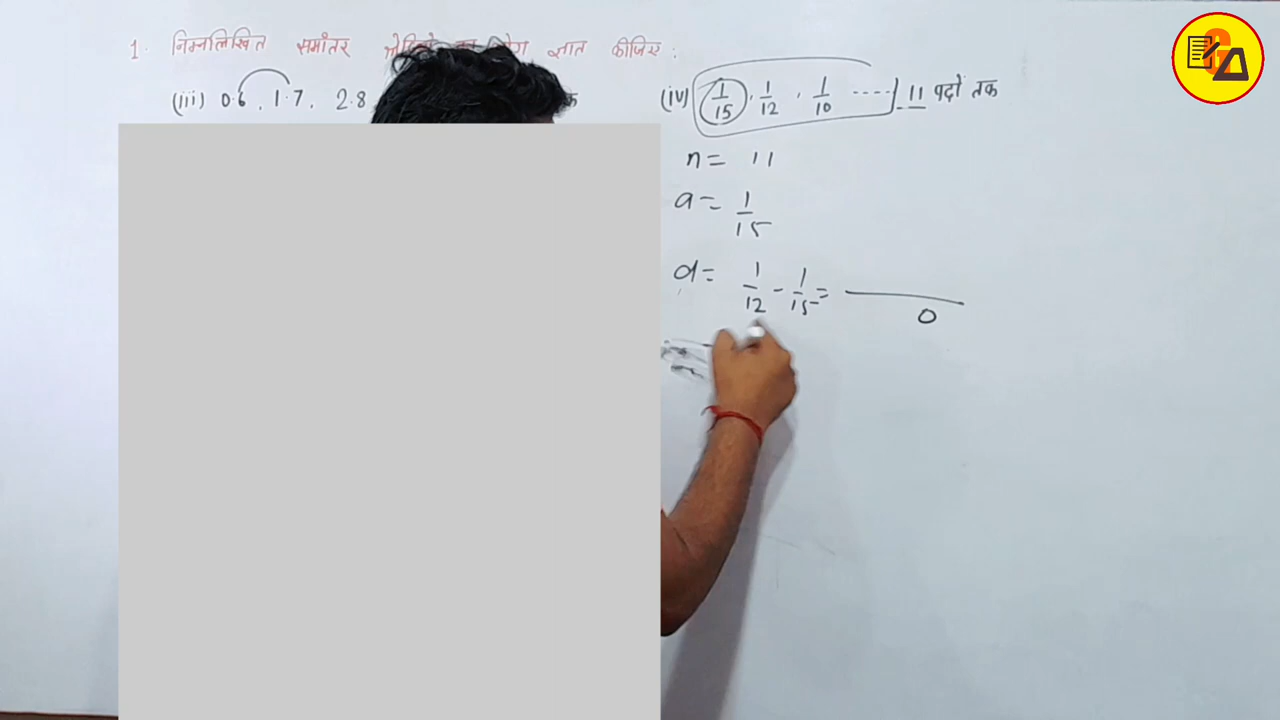 1. निम्नलिखित समांतर योग ज्ञात कीजिए :
(iii) 0.6, 1.7, 2.8
(iv) 1/15, 1/12, 1/10 ---- 11 पदों तक
n = 11
a = 1/15
d = 1/12 - 1/15 = 0